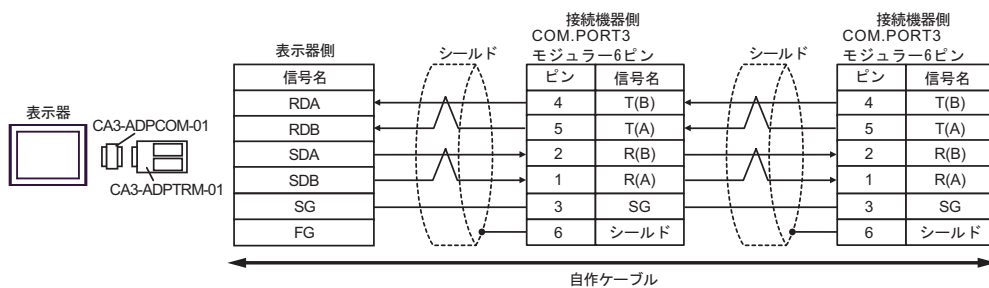 表示器
CA3-ADPCOM-01
CA3-ADPTRM-01
表示器側
信号名
RDA
RDB
SDA
SDB
SG
FG
シールド
接続機器側
COM.PORT3
モジュラー6ピン
ピン 信号名
4 T(B)
5 T(A)
2 R(B)
1 R(A)
3 SG
6 シールド
シールド
接続機器側
COM.PORT3
モジュラー6ピン
ピン 信号名
4 T(B)
5 T(A)
2 R(B)
1 R(A)
3 SG
6 シールド
自作ケーブル